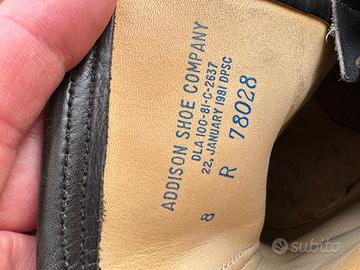 ADDISON SHOE COMPANY
DLA 100-81-C-2637
22, JANUARY 1981 DPSC
8 R 78028
subito